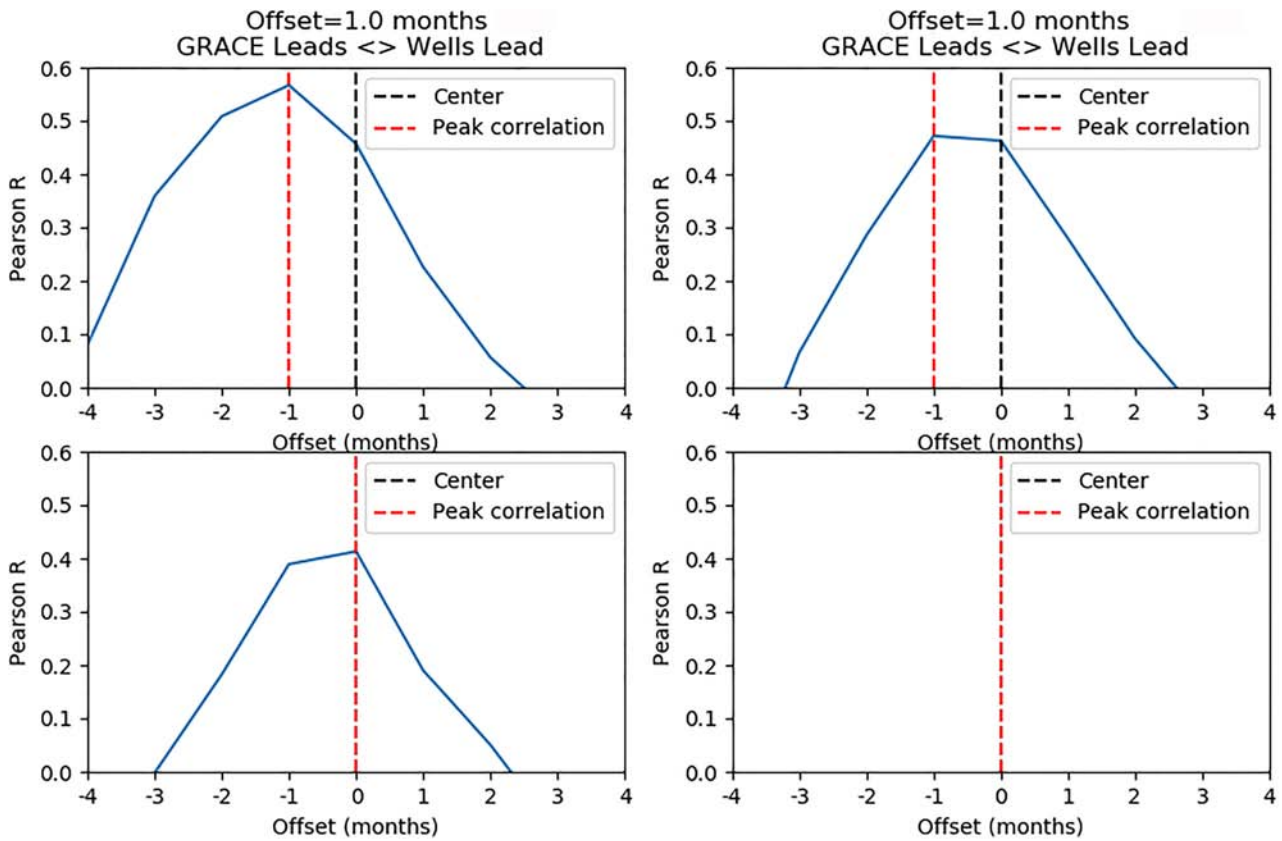 Offset=1.0 months
GRACE Leads <> Wells Lead
0.6
0.5
0.4
0.3
0.2
0.1
0.0
Pearson R
Center
Peak correlation
-4 -3 -2 -1 0 1 2 3 4
Offset (months)
Offset=1.0 months
GRACE Leads <> Wells Lead
0.6
0.5
0.4
0.3
0.2
0.1
0.0
Pearson R
Center
Peak correlation
-4 -3 -2 -1 0 1 2 3 4
Offset (months)
0.6
0.5
0.4
0.3
0.2
0.1
0.0
Pearson R
Center
Peak correlation
-4 -3 -2 -1 0 1 2 3 4
Offset (months)
0.6
0.5
0.4
0.3
0.2
0.1
0.0
Pearson R
Center
Peak correlation
-4 -3 -2 -1 0 1 2 3 4
Offset (months)